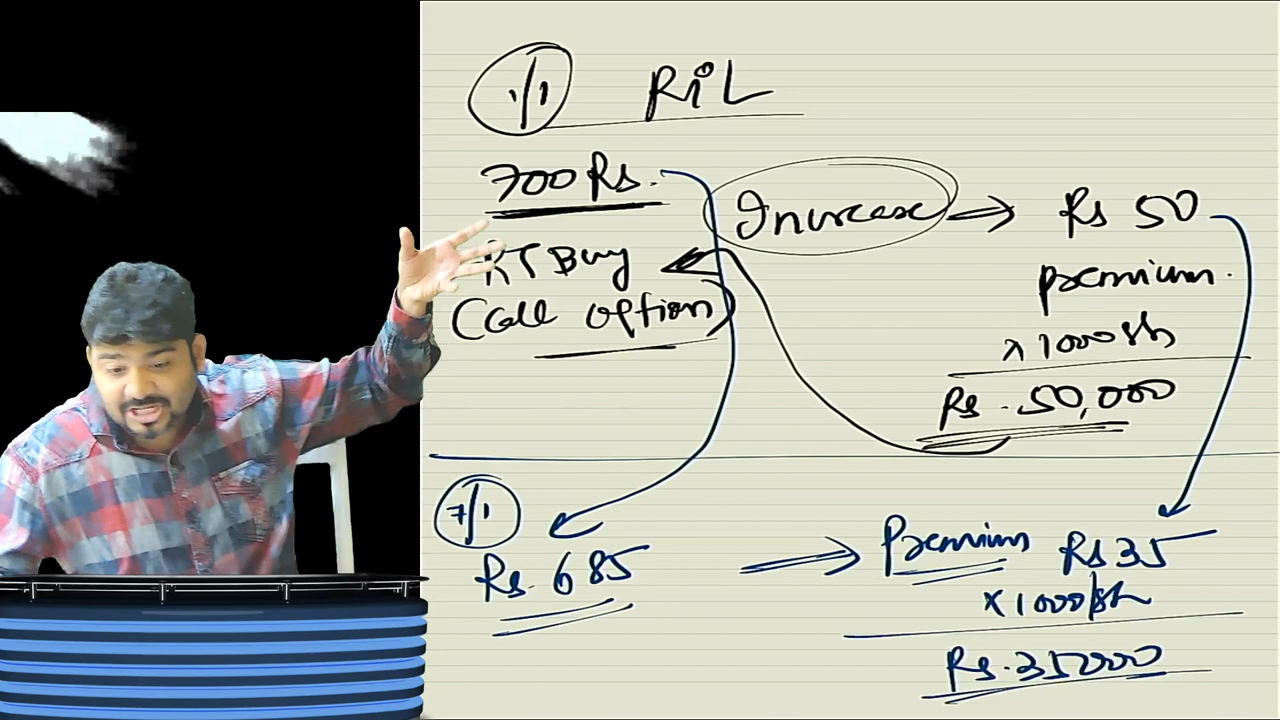 1/1 RiL
700 Rs.
Increase ⇒ Rs 50
premium.
RT Buy
(Call option)
x 1000 sh
Rs. 50,000
7/1
Rs. 685 ⇒ Premium Rs 35
x 1000/sh
Rs. 35000